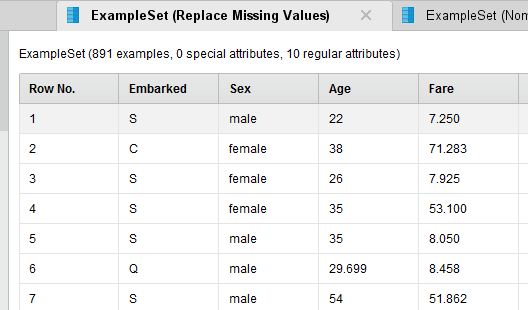 ExampleSet (Replace Missing Values) ExampleSet (Nom
ExampleSet (891 examples, 0 special attributes, 10 regular attributes)
Row No. Embarked Sex Age Fare
1 S male 22 7.250
2 C female 38 71.283
3 S female 26 7.925
4 S female 35 53.100
5 S male 35 8.050
6 Q male 29.699 8.458
7 S male 54 51.862